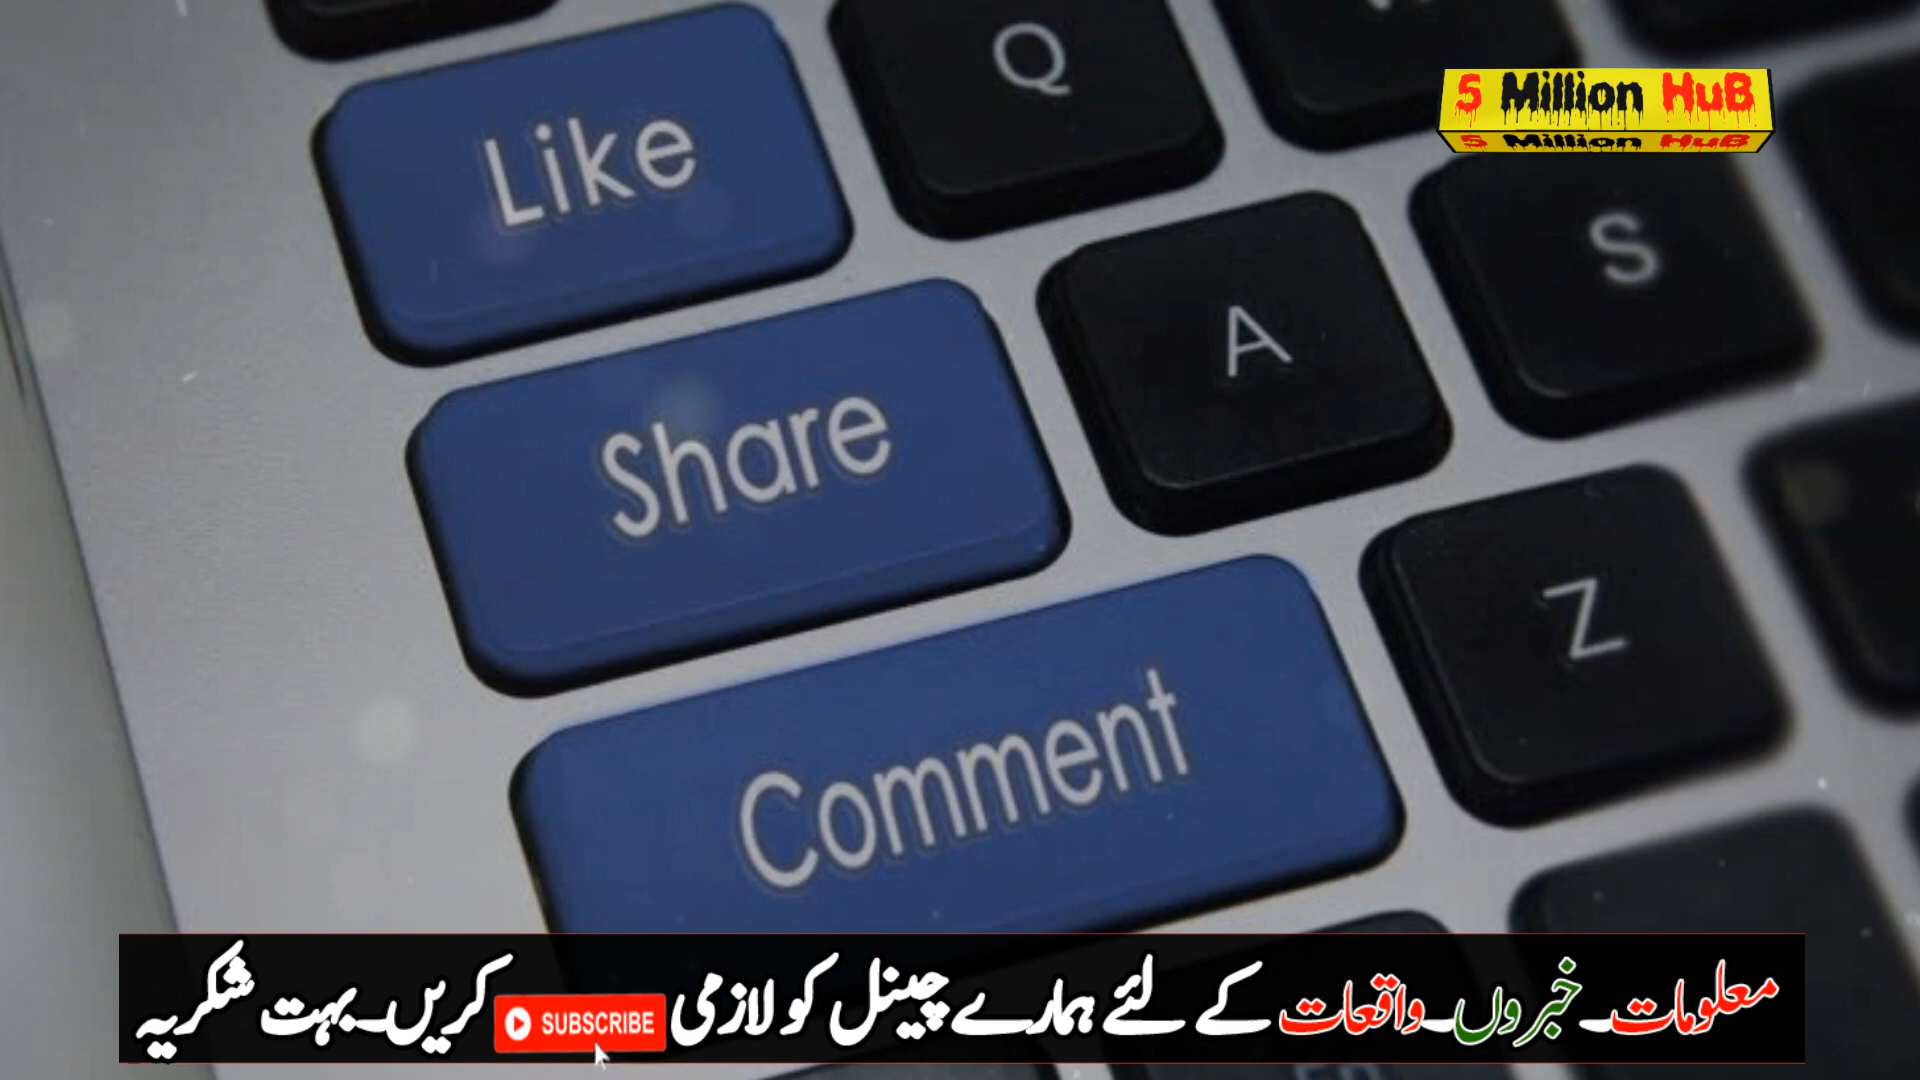 Like
Q
5 Million HuB
5 Million HuB
Share
A
S
Comment
Z
معلومات۔خبروں۔واقعات کے لئے ہمارے چینل کو لازمی SUBSCRIBE کریں۔بہت شکریہ